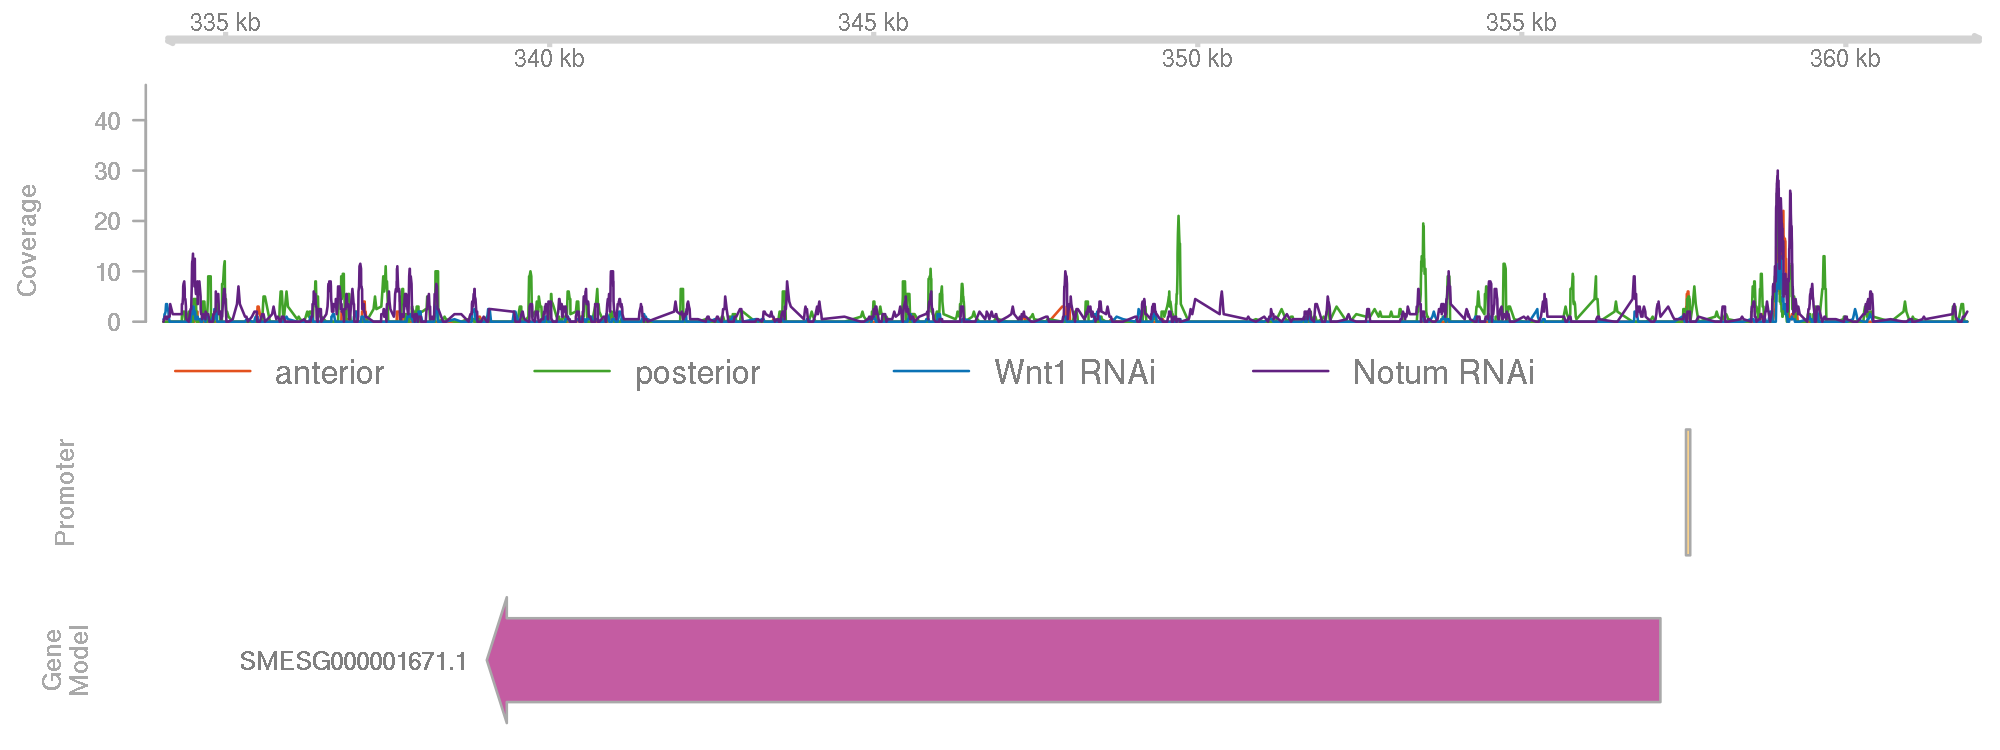 335 kb 345 kb 355 kb
340 kb 350 kb 360 kb
Coverage
40
30
20
10
0
anterior posterior Wnt1 RNAi Notum RNAi
Promoter
Gene
Model
SMESG000001671.1